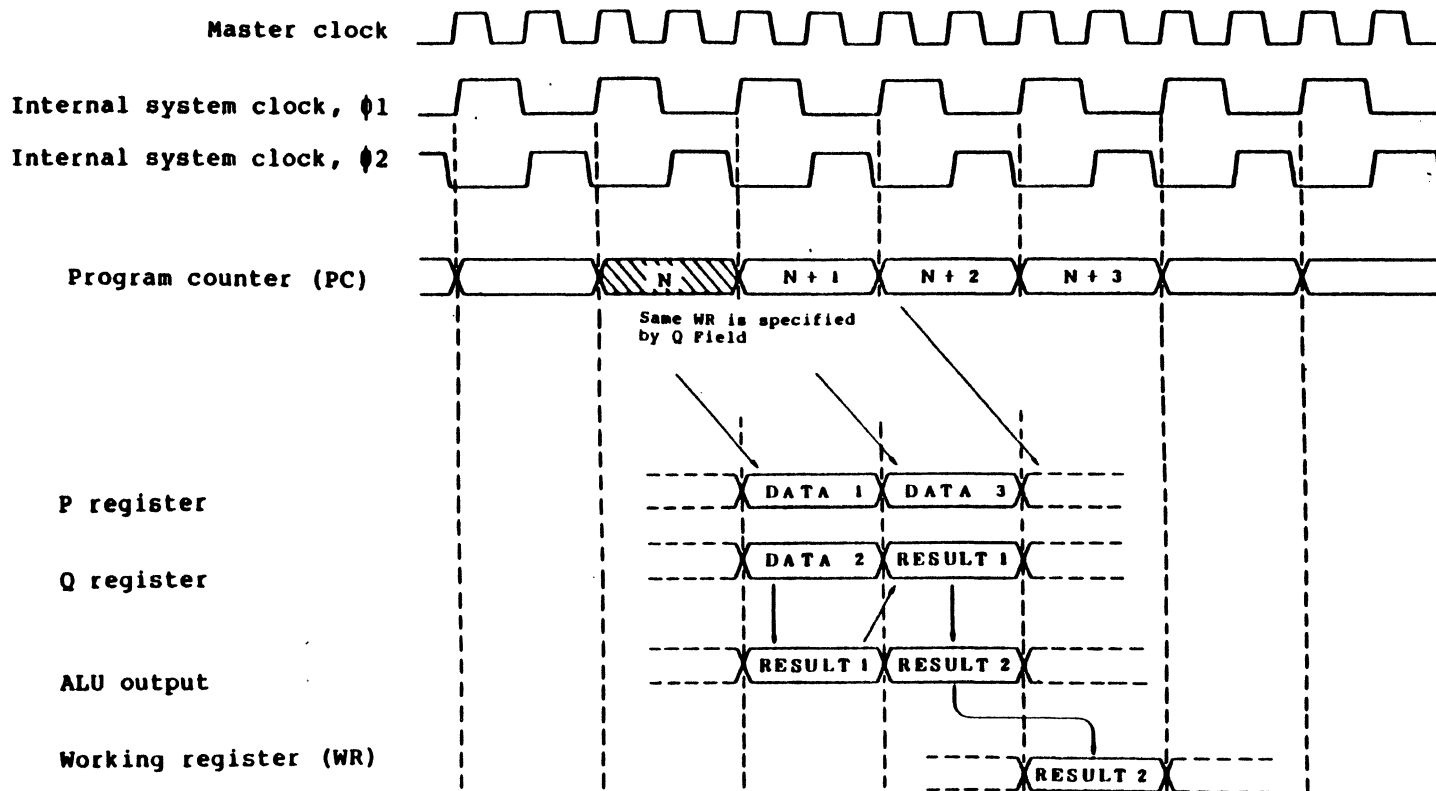 Master clock
Internal system clock, ϕ1
Internal system clock, ϕ2
Program counter (PC)
N
N + 1
N + 2
N + 3
Same WR is specified
by Q Field
P register
DATA 1
DATA 3
Q register
DATA 2
RESULT 1
ALU output
RESULT 1
RESULT 2
Working register (WR)
RESULT 2